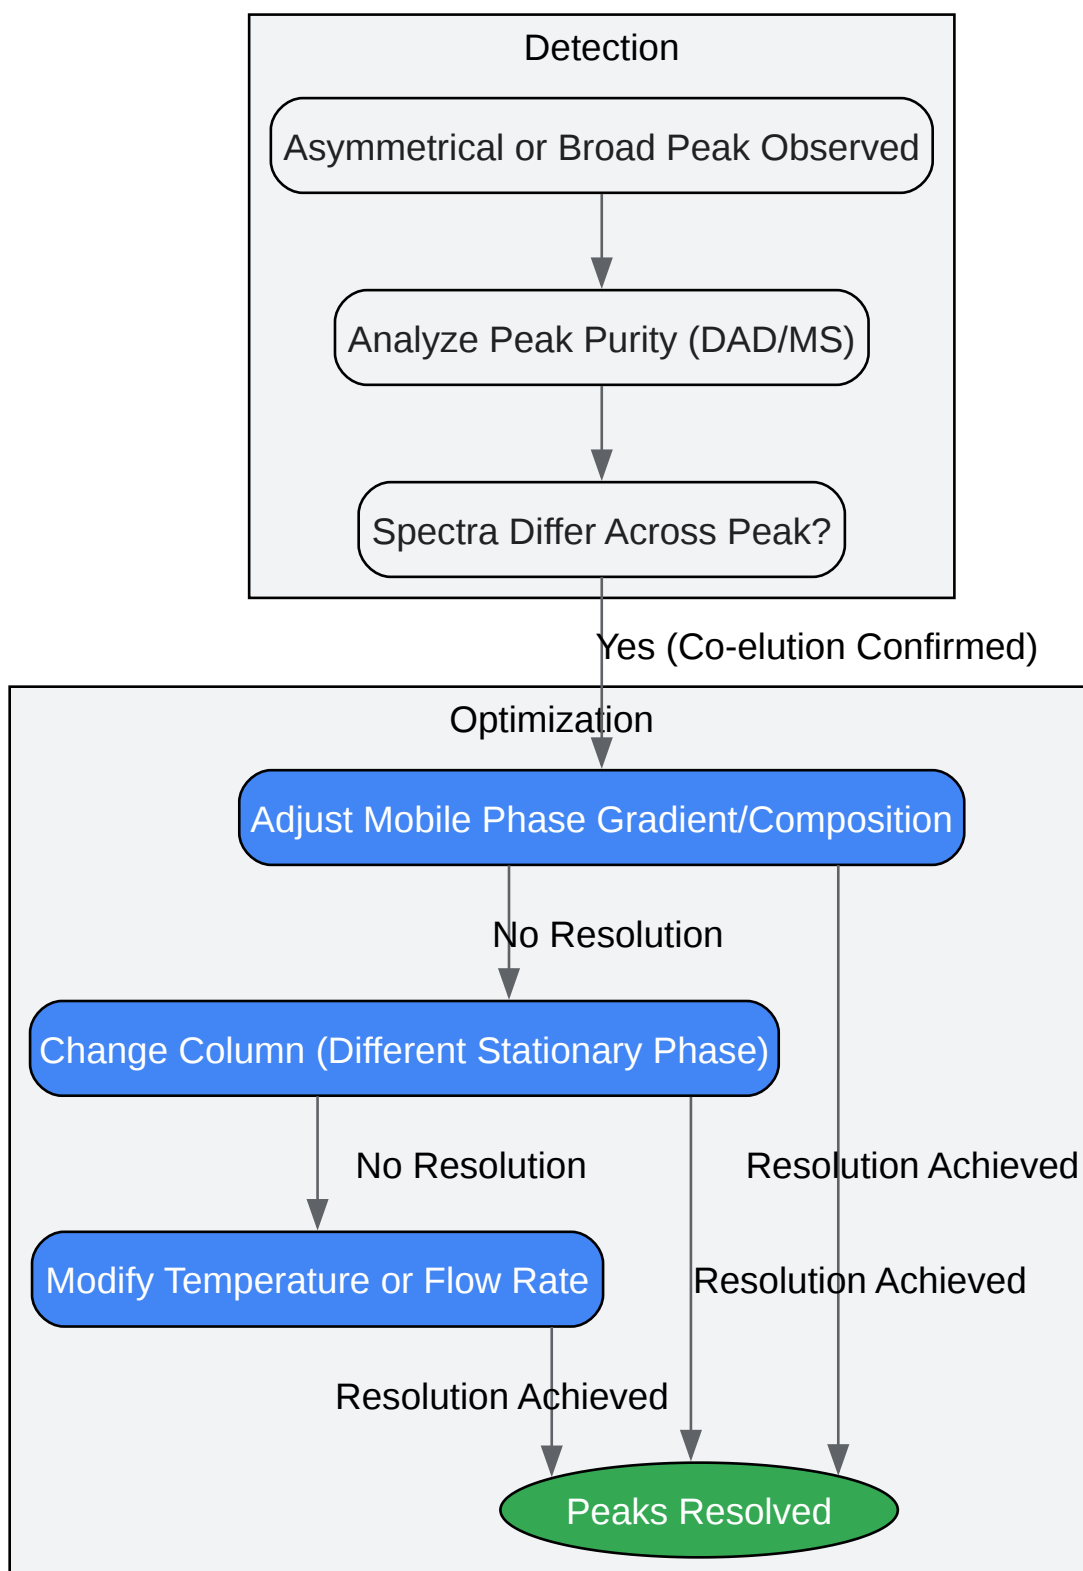 Detection
Asymmetrical or Broad Peak Observed
Analyze Peak Purity (DAD/MS)
Spectra Differ Across Peak?
Yes (Co-elution Confirmed)
Optimization
Adjust Mobile Phase Gradient/Composition
No Resolution
Change Column (Different Stationary Phase)
No Resolution
Resolution Achieved
Modify Temperature or Flow Rate
Resolution Achieved
Resolution Achieved
Peaks Resolved